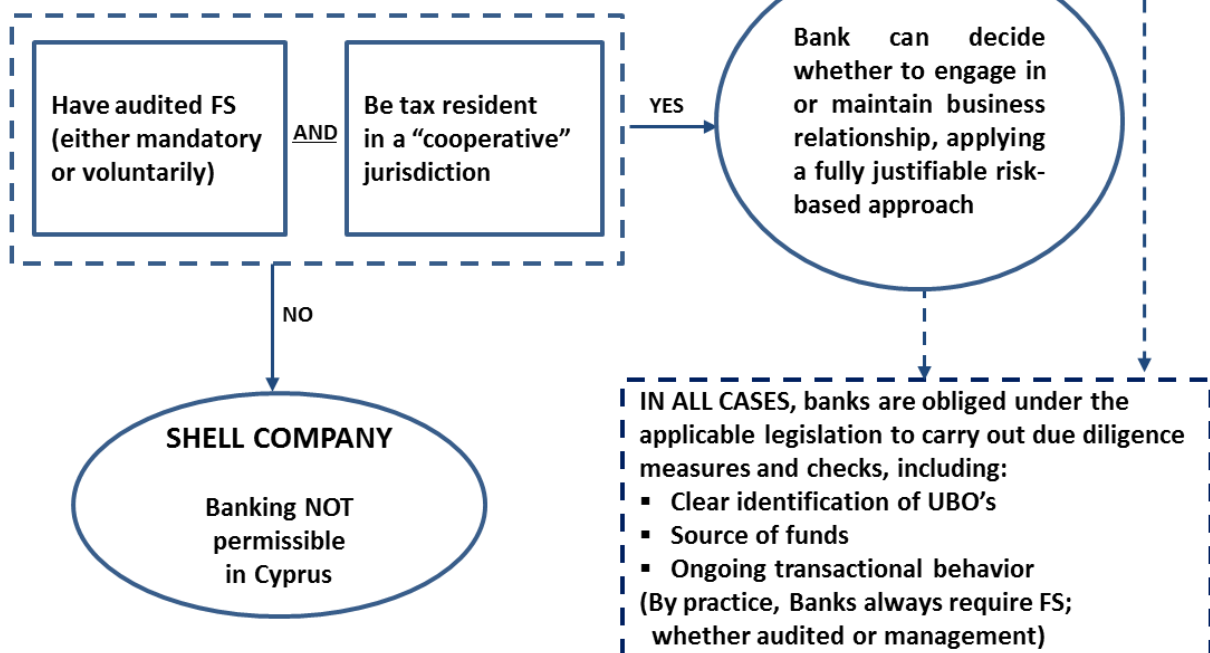 Have audited FS
(either mandatory
or voluntarily)
AND
Be tax resident
in a “cooperative”
jurisdiction
YES
Bank can decide
whether to engage in
or maintain business
relationship, applying
a fully justifiable risk-
based approach
NO
SHELL COMPANY
Banking NOT
permissible
in Cyprus
IN ALL CASES, banks are obliged under the
applicable legislation to carry out due diligence
measures and checks, including:
▪ Clear identification of UBO’s
▪ Source of funds
▪ Ongoing transactional behavior
(By practice, Banks always require FS;
whether audited or management)